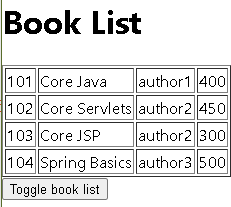 Book List
101 Core Java author1 400
102 Core Servlets author2 450
103 Core JSP author2 300
104 Spring Basics author3 500
Toggle book list